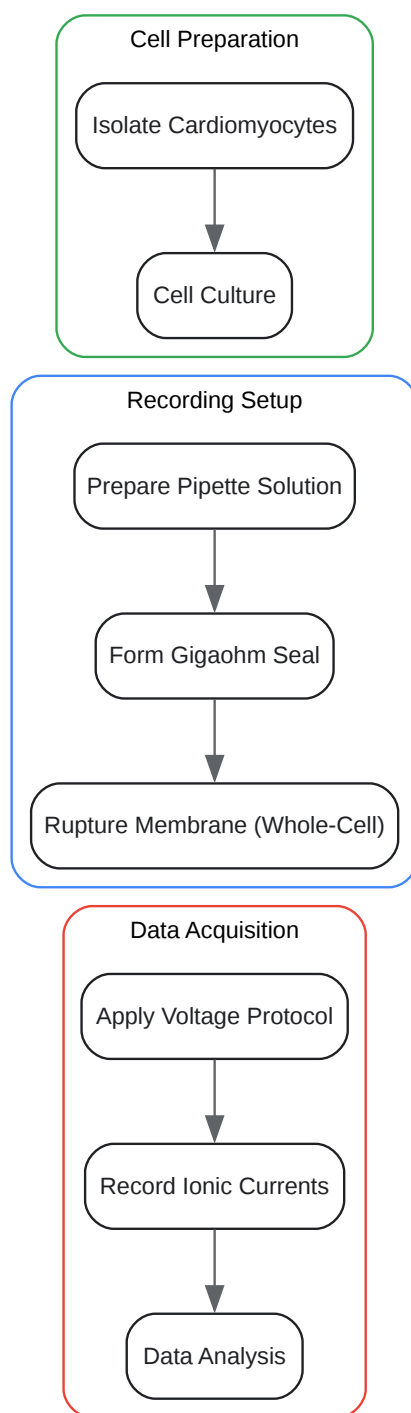 Cell Preparation
Isolate Cardiomyocytes
Cell Culture
Recording Setup
Prepare Pipette Solution
Form Gigaohm Seal
Rupture Membrane (Whole-Cell)
Data Acquisition
Apply Voltage Protocol
Record Ionic Currents
Data Analysis